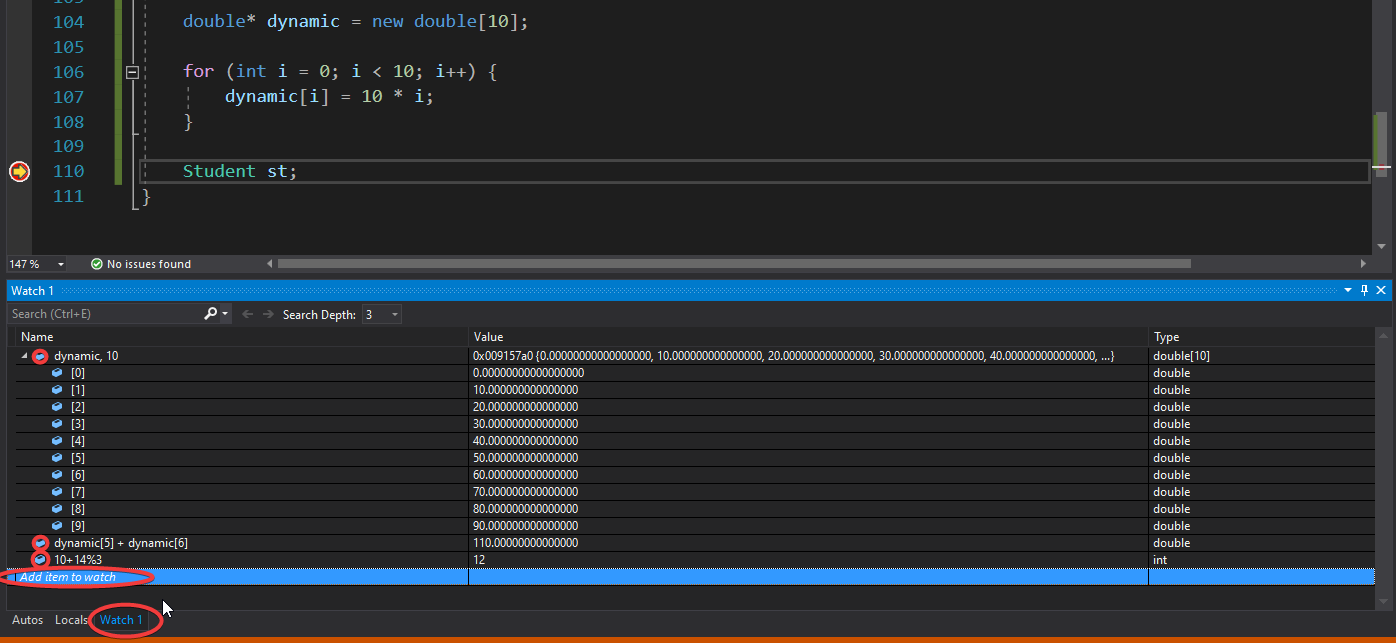 103
104 double* dynamic = new double[10];
105
106 for (int i = 0; i < 10; i++) {
107 dynamic[i] = 10 * i;
108 }
109
110 Student st;
111 }
147 % No issues found
Watch 1
Search (Ctrl+E) Search Depth: 3
Name Value Type
dynamic, 10 0x009157a0 {0.0000000000000000, 10.000000000000000, 20.000000000000000, 30.000000000000000, 40.000000000000000, ...} double[10]
[0] 0.0000000000000000 double
[1] 10.000000000000000 double
[2] 20.000000000000000 double
[3] 30.000000000000000 double
[4] 40.000000000000000 double
[5] 50.000000000000000 double
[6] 60.000000000000000 double
[7] 70.000000000000000 double
[8] 80.000000000000000 double
[9] 90.000000000000000 double
dynamic[5] + dynamic[6] 110.00000000000000 double
10+14%3 12 int
Add item to watch
Autos Locals Watch 1